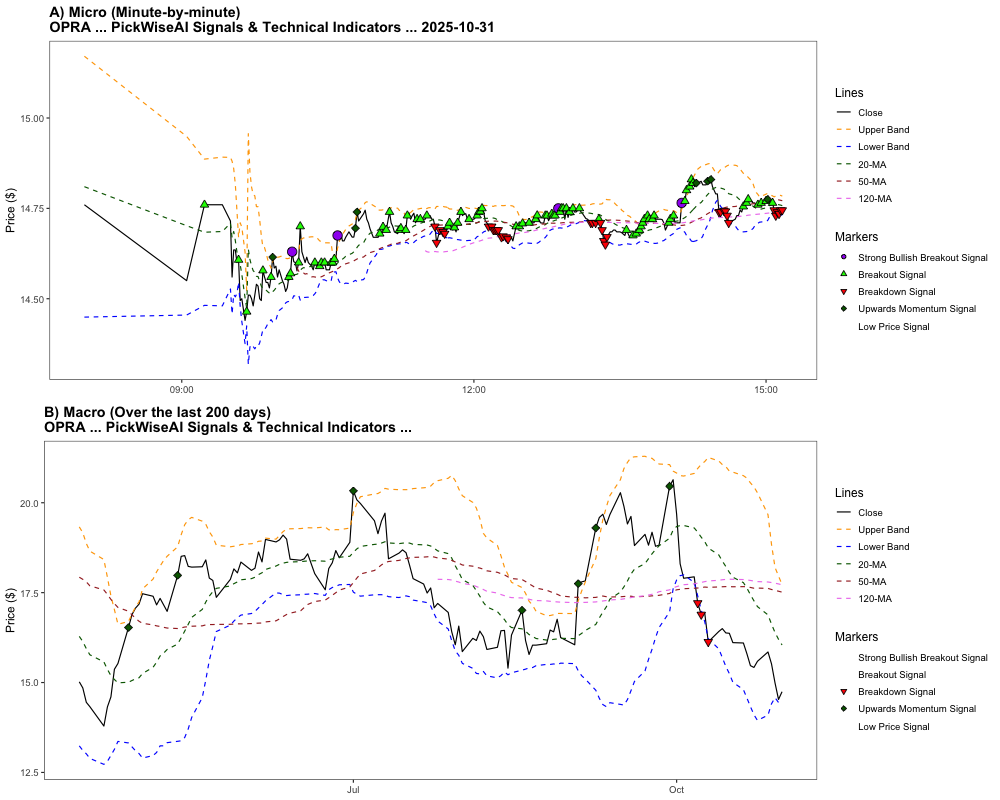 A) Micro (Minute-by-minute)
OPRA ... PickWiseAI Signals & Technical Indicators ... 2025-10-31
Price ($)
15.00
14.75
14.50
09:00
12:00
15:00
Lines
Close
Upper Band
Lower Band
20-MA
50-MA
120-MA
Markers
Strong Bullish Breakout Signal
Breakout Signal
Breakdown Signal
Upwards Momentum Signal
Low Price Signal
B) Macro (Over the last 200 days)
OPRA ... PickWiseAI Signals & Technical Indicators ...
Price ($)
20.0
17.5
15.0
12.5
Jul
Oct
Lines
Close
Upper Band
Lower Band
20-MA
50-MA
120-MA
Markers
Strong Bullish Breakout Signal
Breakout Signal
Breakdown Signal
Upwards Momentum Signal
Low Price Signal